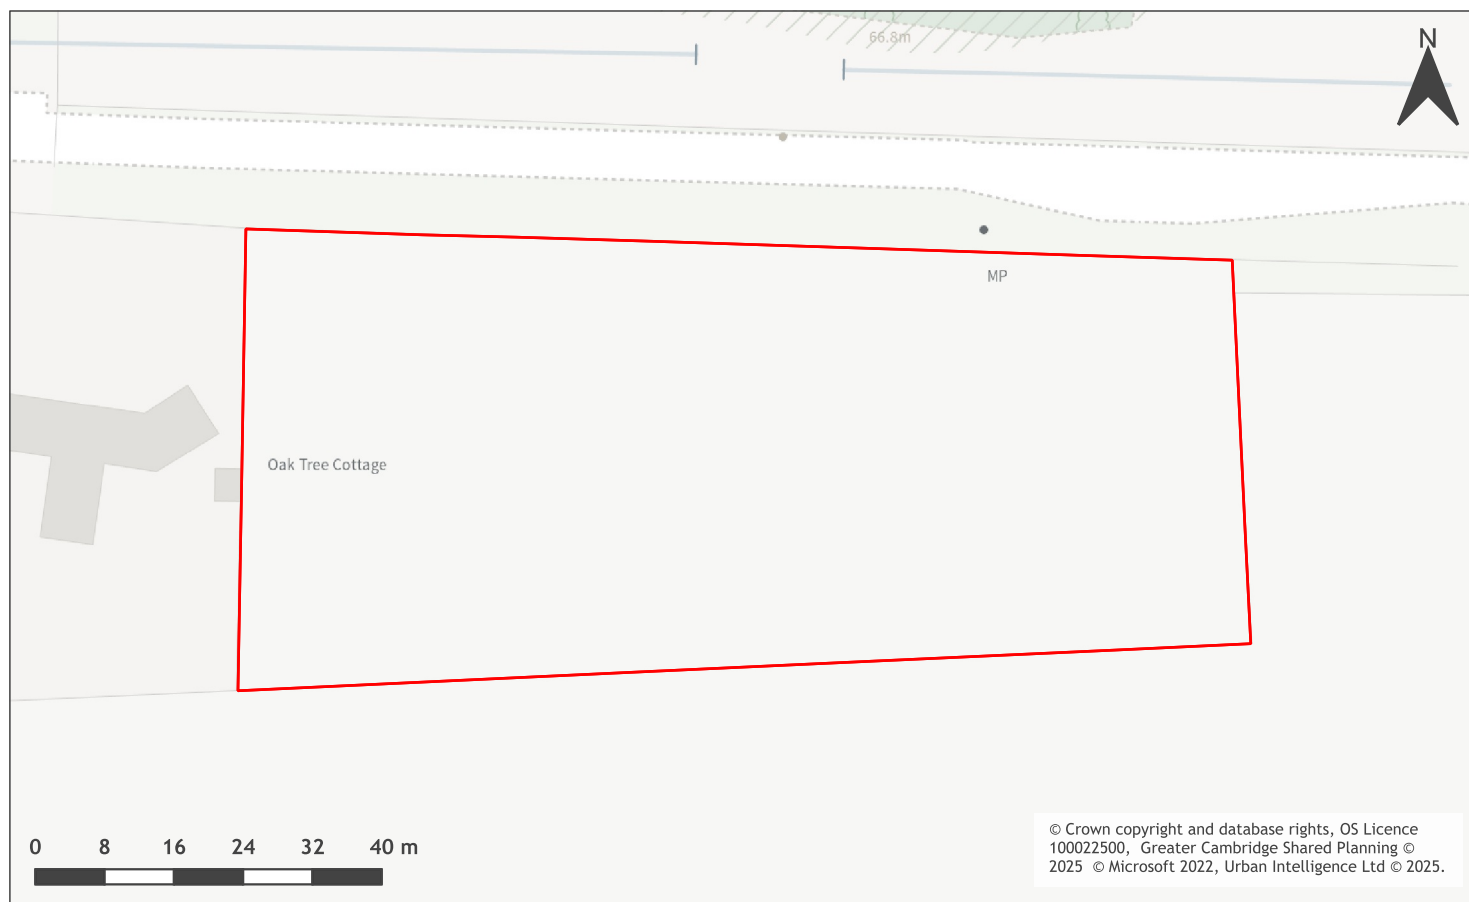 66.8m
N
MP
Oak Tree Cottage
0 8 16 24 32 40 m
© Crown copyright and database rights, OS Licence
100022500, Greater Cambridge Shared Planning ©
2025 © Microsoft 2022, Urban Intelligence Ltd © 2025.